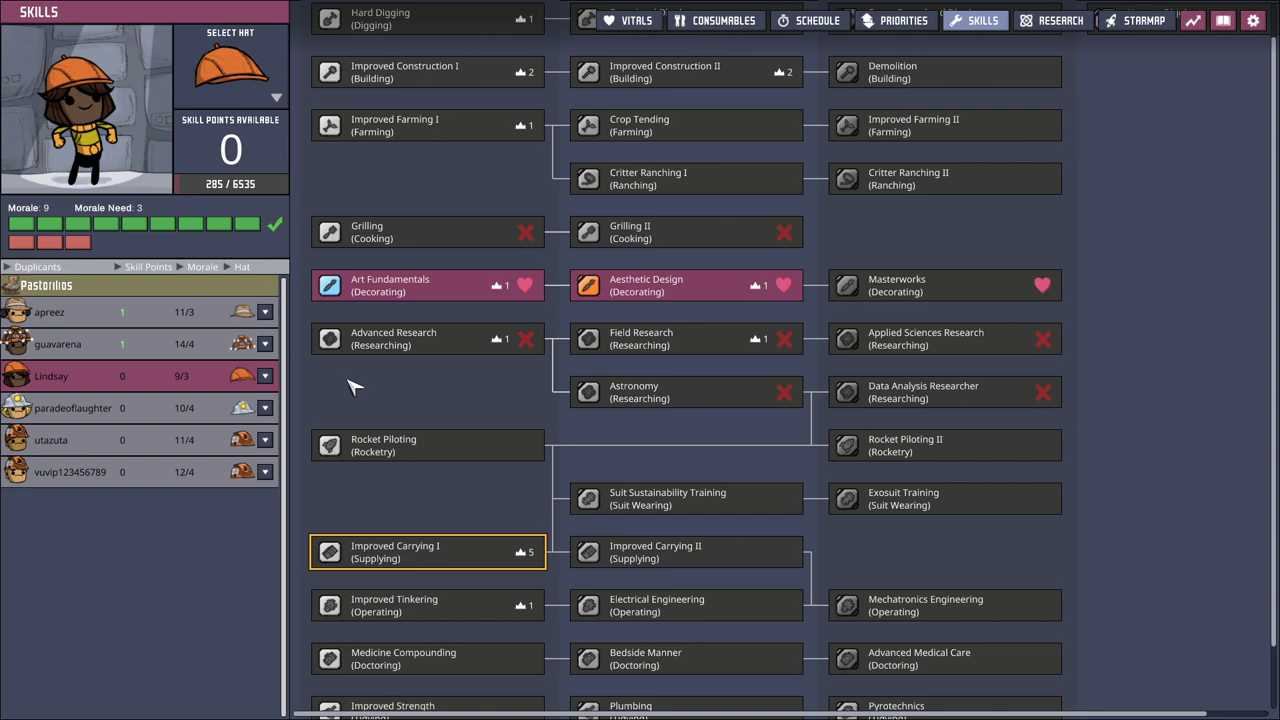 SKILLS
VITALS
CONSUMABLES
SCHEDULE
PRIORITIES
SKILLS
RESEARCH
STARMAP
SELECT HAT
SKILL POINTS AVAILABLE
0
285 / 6535
Morale: 9 Morale Need: 3
Duplicants Skill Points Morale Hat
Pastorilios
apreez 1 11/3
guavarena 1 14/4
Lindsay 0 9/3
paradeoflaughter 0 10/4
utazuta 0 11/4
vuvip123456789 0 12/4
Hard Digging
(Digging)
1
Improved Construction I
(Building)
2
Improved Construction II
(Building)
2
Demolition
(Building)
Improved Farming I
(Farming)
1
Crop Tending
(Farming)
Improved Farming II
(Farming)
Critter Ranching I
(Ranching)
Critter Ranching II
(Ranching)
Grilling
(Cooking)
Grilling II
(Cooking)
Art Fundamentals
(Decorating)
1
Aesthetic Design
(Decorating)
1
Masterworks
(Decorating)
Advanced Research
(Researching)
1
Field Research
(Researching)
1
Applied Sciences Research
(Researching)
Astronomy
(Researching)
Data Analysis Researcher
(Researching)
Rocket Piloting
(Rocketry)
Rocket Piloting II
(Rocketry)
Suit Sustainability Training
(Suit Wearing)
Exosuit Training
(Suit Wearing)
Improved Carrying I
(Supplying)
5
Improved Carrying II
(Supplying)
Improved Tinkering
(Operating)
1
Electrical Engineering
(Operating)
Mechatronics Engineering
(Operating)
Medicine Compounding
(Doctoring)
Bedside Manner
(Doctoring)
Advanced Medical Care
(Doctoring)
Improved Strength
Plumbing
Pyrotechnics